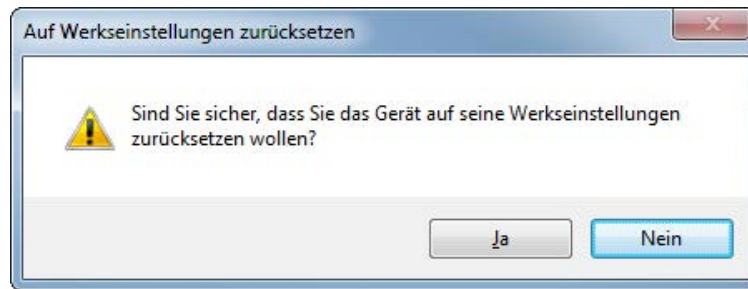 Auf Werkseinstellungen zurücksetzen
Sind Sie sicher, dass Sie das Gerät auf seine Werkseinstellungen
zurücksetzen wollen?
Ja
Nein